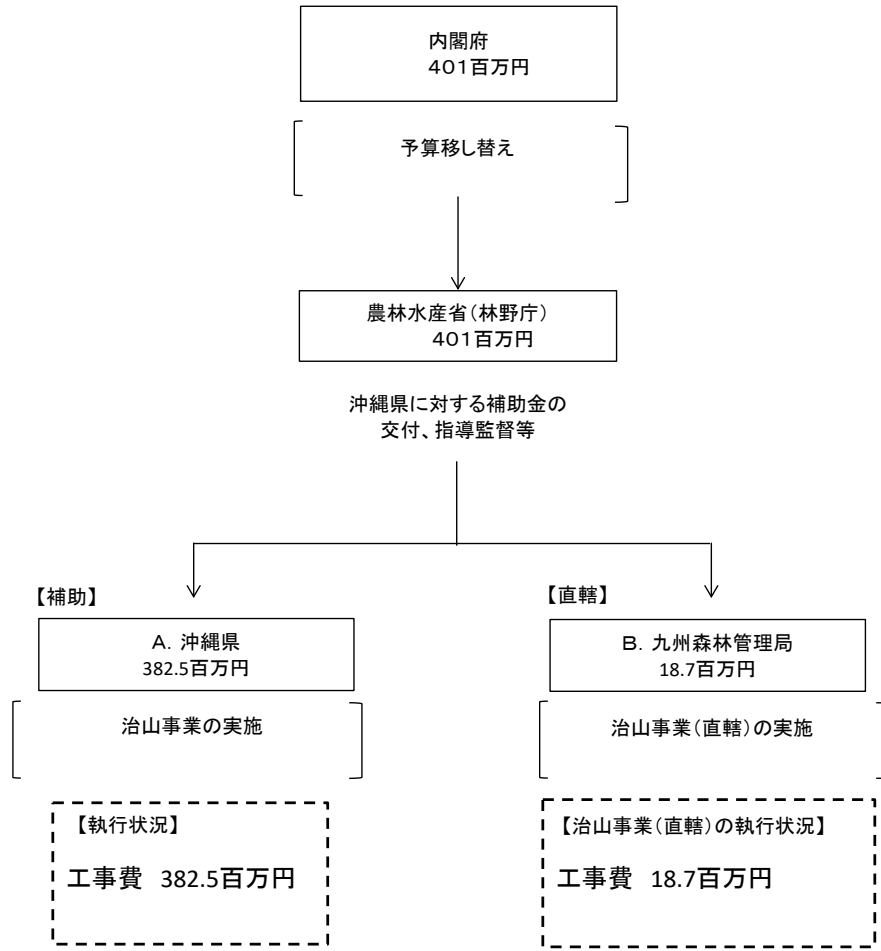 内閣府
401百万円
予算移し替え
農林水産省（林野庁）
401百万円
沖縄県に対する補助金の
交付、指導監督等
【補助】
A．沖縄県
382.5百万円
治山事業の実施
【執行状況】
工事費 382.5百万円
【直轄】
B．九州森林管理局
18.7百万円
治山事業（直轄）の実施
【治山事業（直轄）の執行状況】
工事費 18.7百万円